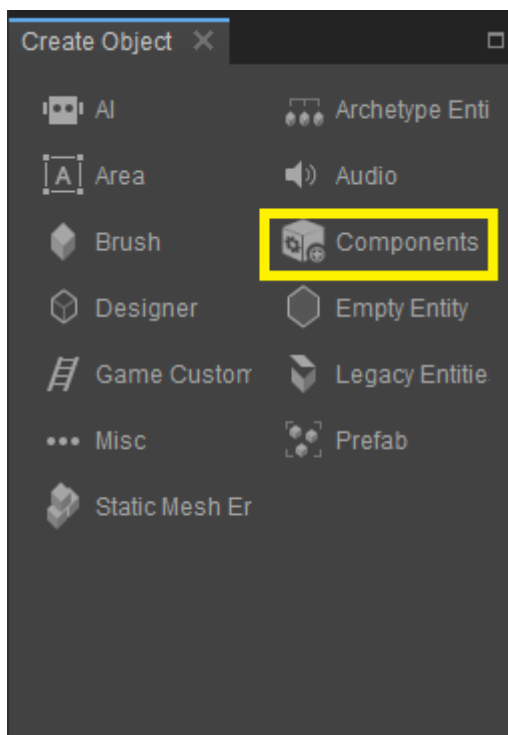 Create Object
AI
Archetype Enti
Area
Audio
Brush
Components
Designer
Empty Entity
Game Custom
Legacy Entitie
Misc
Prefab
Static Mesh Er